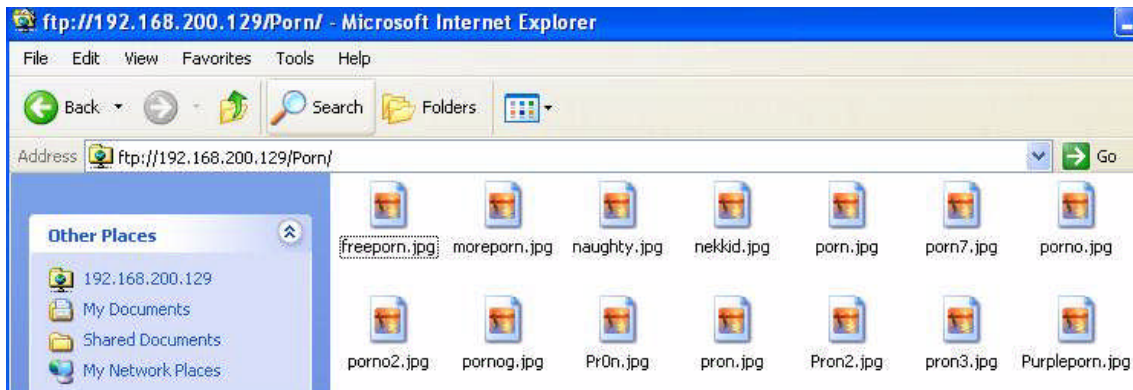 ftp://192.168.200.129/Porn/ - Microsoft Internet Explorer
File Edit View Favorites Tools Help
Back Search Folders
Address ftp://192.168.200.129/Porn/ Go
Other Places
192.168.200.129
My Documents
Shared Documents
My Network Places
freeporn.jpg moreporn.jpg naughty.jpg nekkid.jpg porn.jpg porn7.jpg porno.jpg
porno2.jpg pornog.jpg Pr0n.jpg pron.jpg Pron2.jpg pron3.jpg Purpleporn.jpg